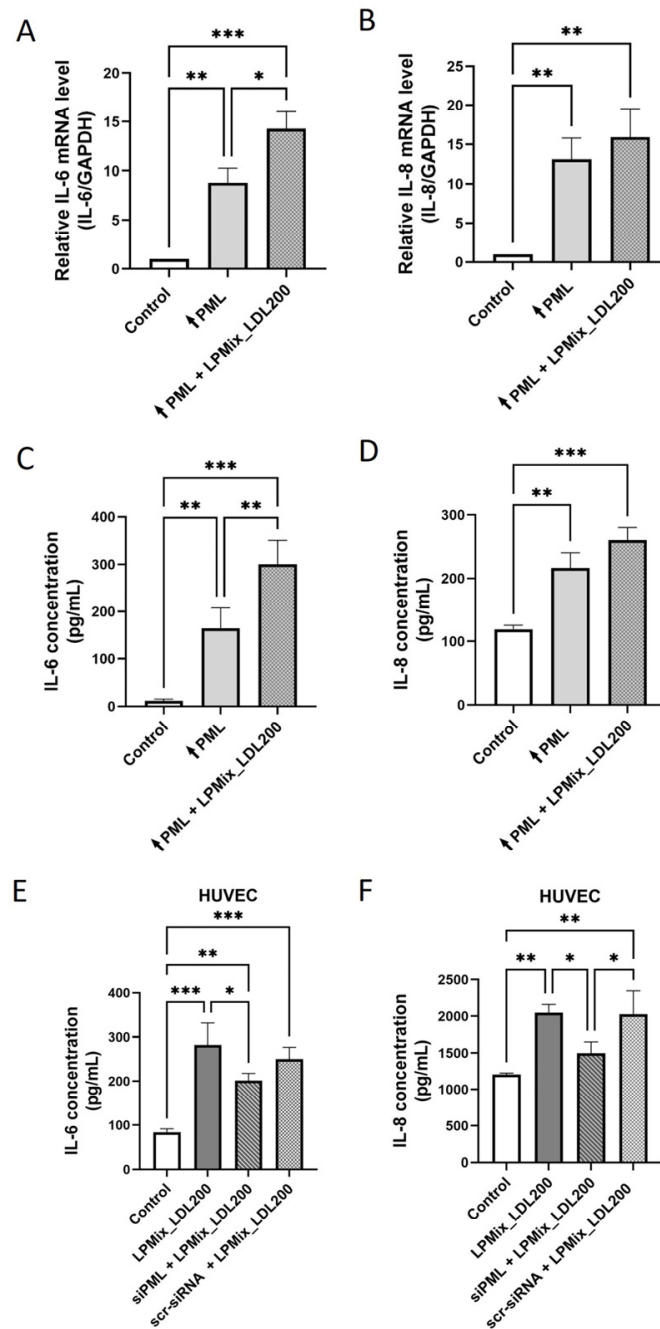 A
***
**
*
Relative IL-6 mRNA level
(IL-6/GAPDH)
20
15
10
5
0
Control
↑PML
↑PML + LPMix_LDL200
B
**
**
Relative IL-8 mRNA level
(IL-8/GAPDH)
25
20
15
10
5
0
Control
↑PML
↑PML + LPMix_LDL200
C
***
**
**
IL-6 concentration
(pg/mL)
400
300
200
100
0
Control
↑PML
↑PML + LPMix_LDL200
D
***
**
IL-8 concentration
(pg/mL)
300
200
100
0
Control
↑PML
↑PML + LPMix_LDL200
E
HUVEC
***
**
***
*
IL-6 concentration
(pg/mL)
400
300
200
100
0
Control
LPMix_LDL200
siPML + LPMix_LDL200
scr-siRNA + LPMix_LDL200
F
HUVEC
**
**
*
*
IL-8 concentration
(pg/mL)
2500
2000
1500
1000
500
0
Control
LPMix_LDL200
siPML + LPMix_LDL200
scr-siRNA + LPMix_LDL200